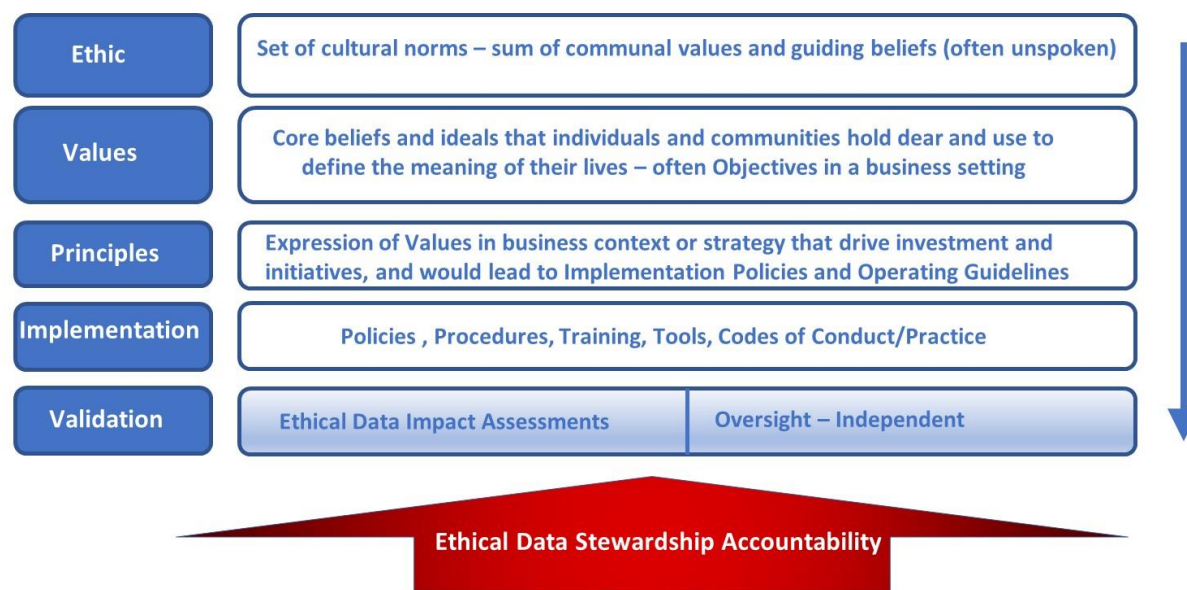 Ethic
Set of cultural norms – sum of communal values and guiding beliefs (often unspoken)
Values
Core beliefs and ideals that individuals and communities hold dear and use to
define the meaning of their lives – often Objectives in a business setting
Principles
Expression of Values in business context or strategy that drive investment and
initiatives, and would lead to Implementation Policies and Operating Guidelines
Implementation
Policies , Procedures, Training, Tools, Codes of Conduct/Practice
Validation
Ethical Data Impact Assessments
Oversight – Independent
Ethical Data Stewardship Accountability